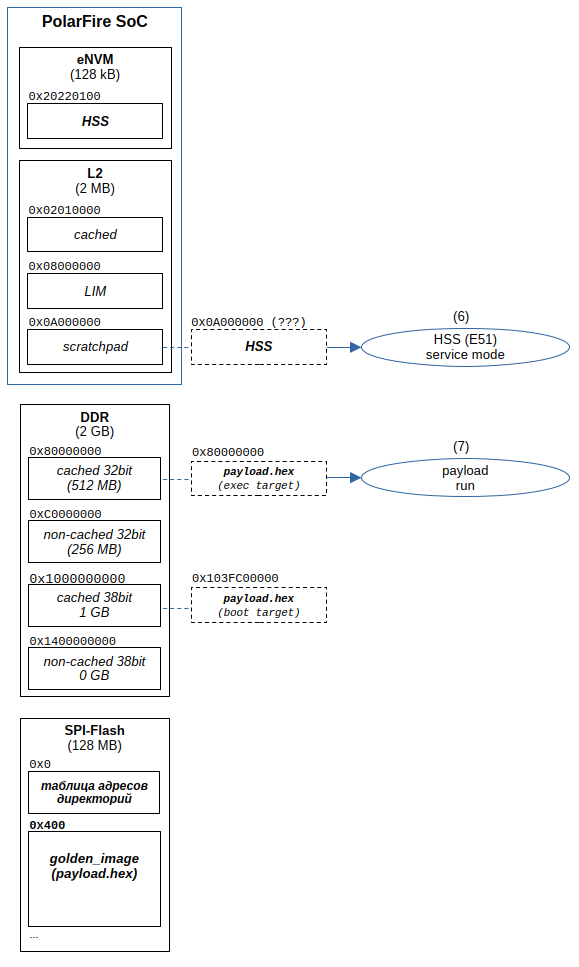 PolarFire SoC
eNVM
(128 kB)
0x20220100
HSS
L2
(2 MB)
0x02010000
cached
0x08000000
LIM
0x0A000000
scratchpad
0x0A000000 (???)
HSS
(6)
HSS (E51)
service mode
DDR
(2 GB)
0x80000000
cached 32bit
(512 MB)
0x80000000
payload.hex
(exec target)
(7)
payload
run
0xC0000000
non-cached 32bit
(256 MB)
0x1000000000
cached 38bit
1 GB
0x103FC00000
payload.hex
(boot target)
0x1400000000
non-cached 38bit
0 GB
SPI-Flash
(128 MB)
0x0
таблица адресов
директорий
0x400
golden_image
(payload.hex)
...